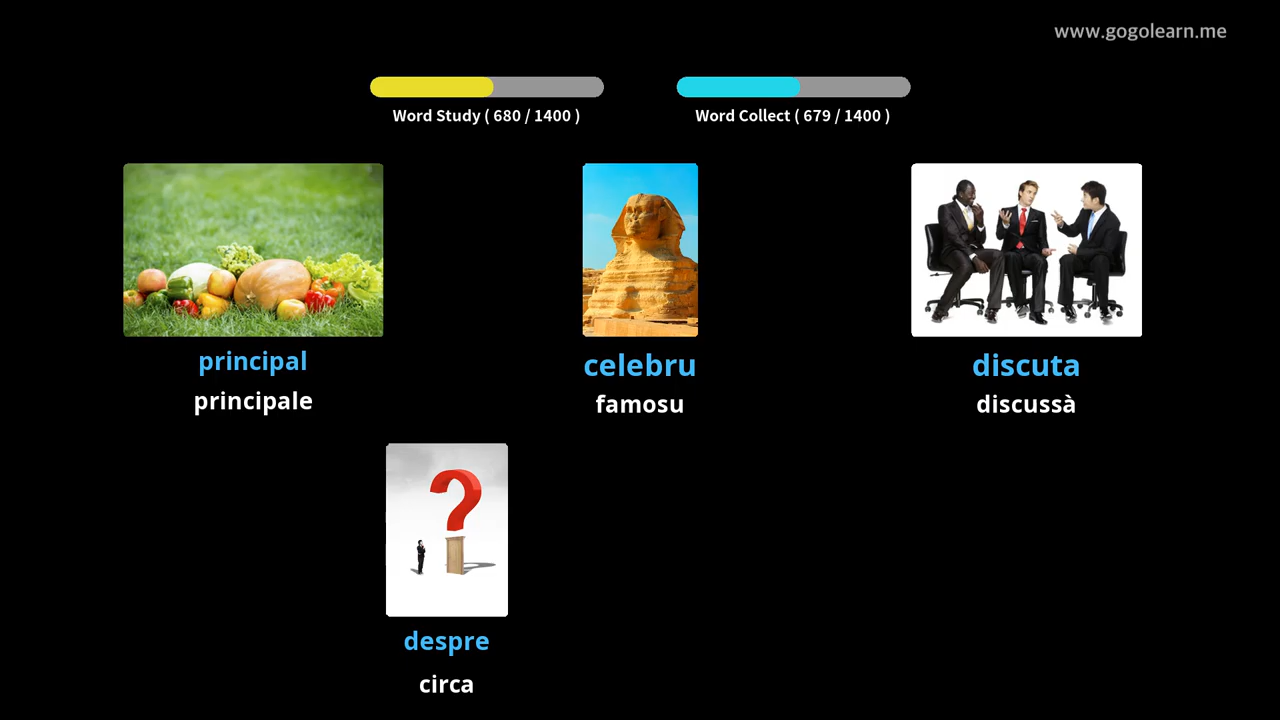 www.gogolearn.me
Word Study ( 680 / 1400 )
Word Collect ( 679 / 1400 )
principal
principale
celebru
famosu
discuta
discussà
despre
circa